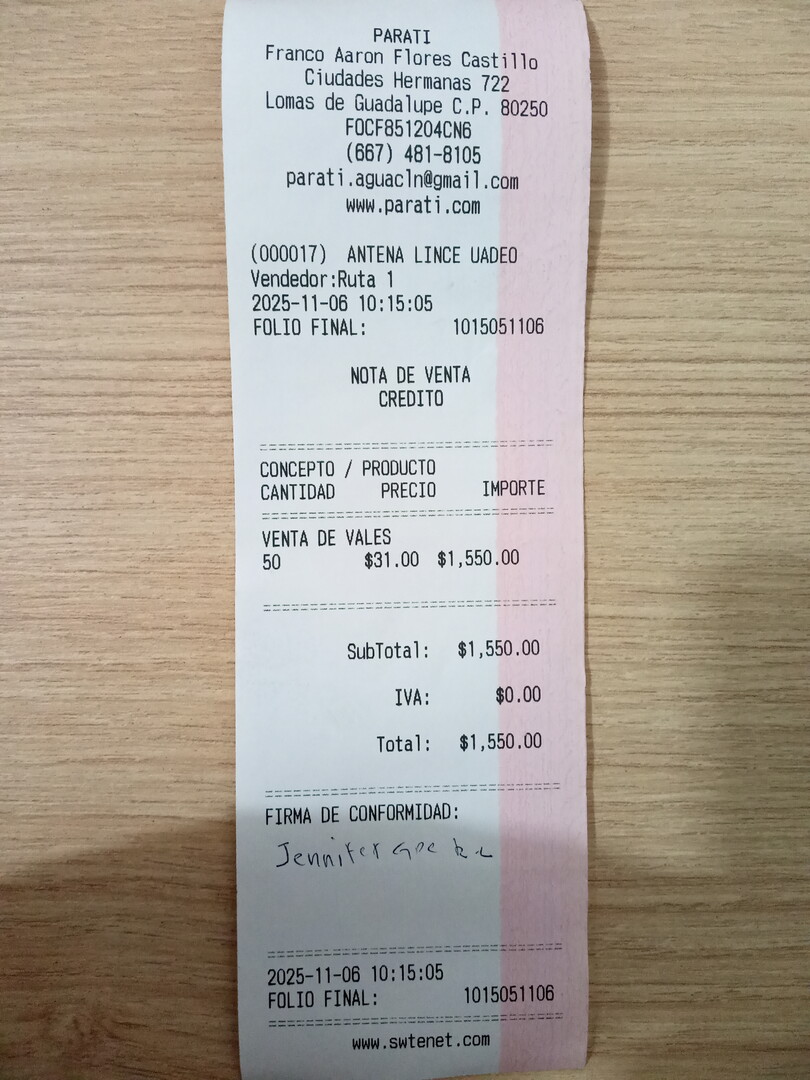 PARATI
Franco Aaron Flores Castillo
Ciudades Hermanas 722
Lomas de Guadalupe C.P. 80250
FOCF851204CN6
(667) 481-8105
parati.aguacln@gmail.com
www.parati.com
(000017) ANTENA LINCE UADEO
Vendedor:Ruta 1
2025-11-06 10:15:05
FOLIO FINAL: 1015051106
NOTA DE VENTA
CREDITO
CONCEPTO / PRODUCTO
CANTIDAD PRECIO IMPORTE
VENTA DE VALES
50 $31.00 $1,550.00
SubTotal: $1,550.00
IVA: $0.00
Total: $1,550.00
FIRMA DE CONFORMIDAD:
Jennifer
2025-11-06 10:15:05
FOLIO FINAL: 1015051106
www.swtenet.com